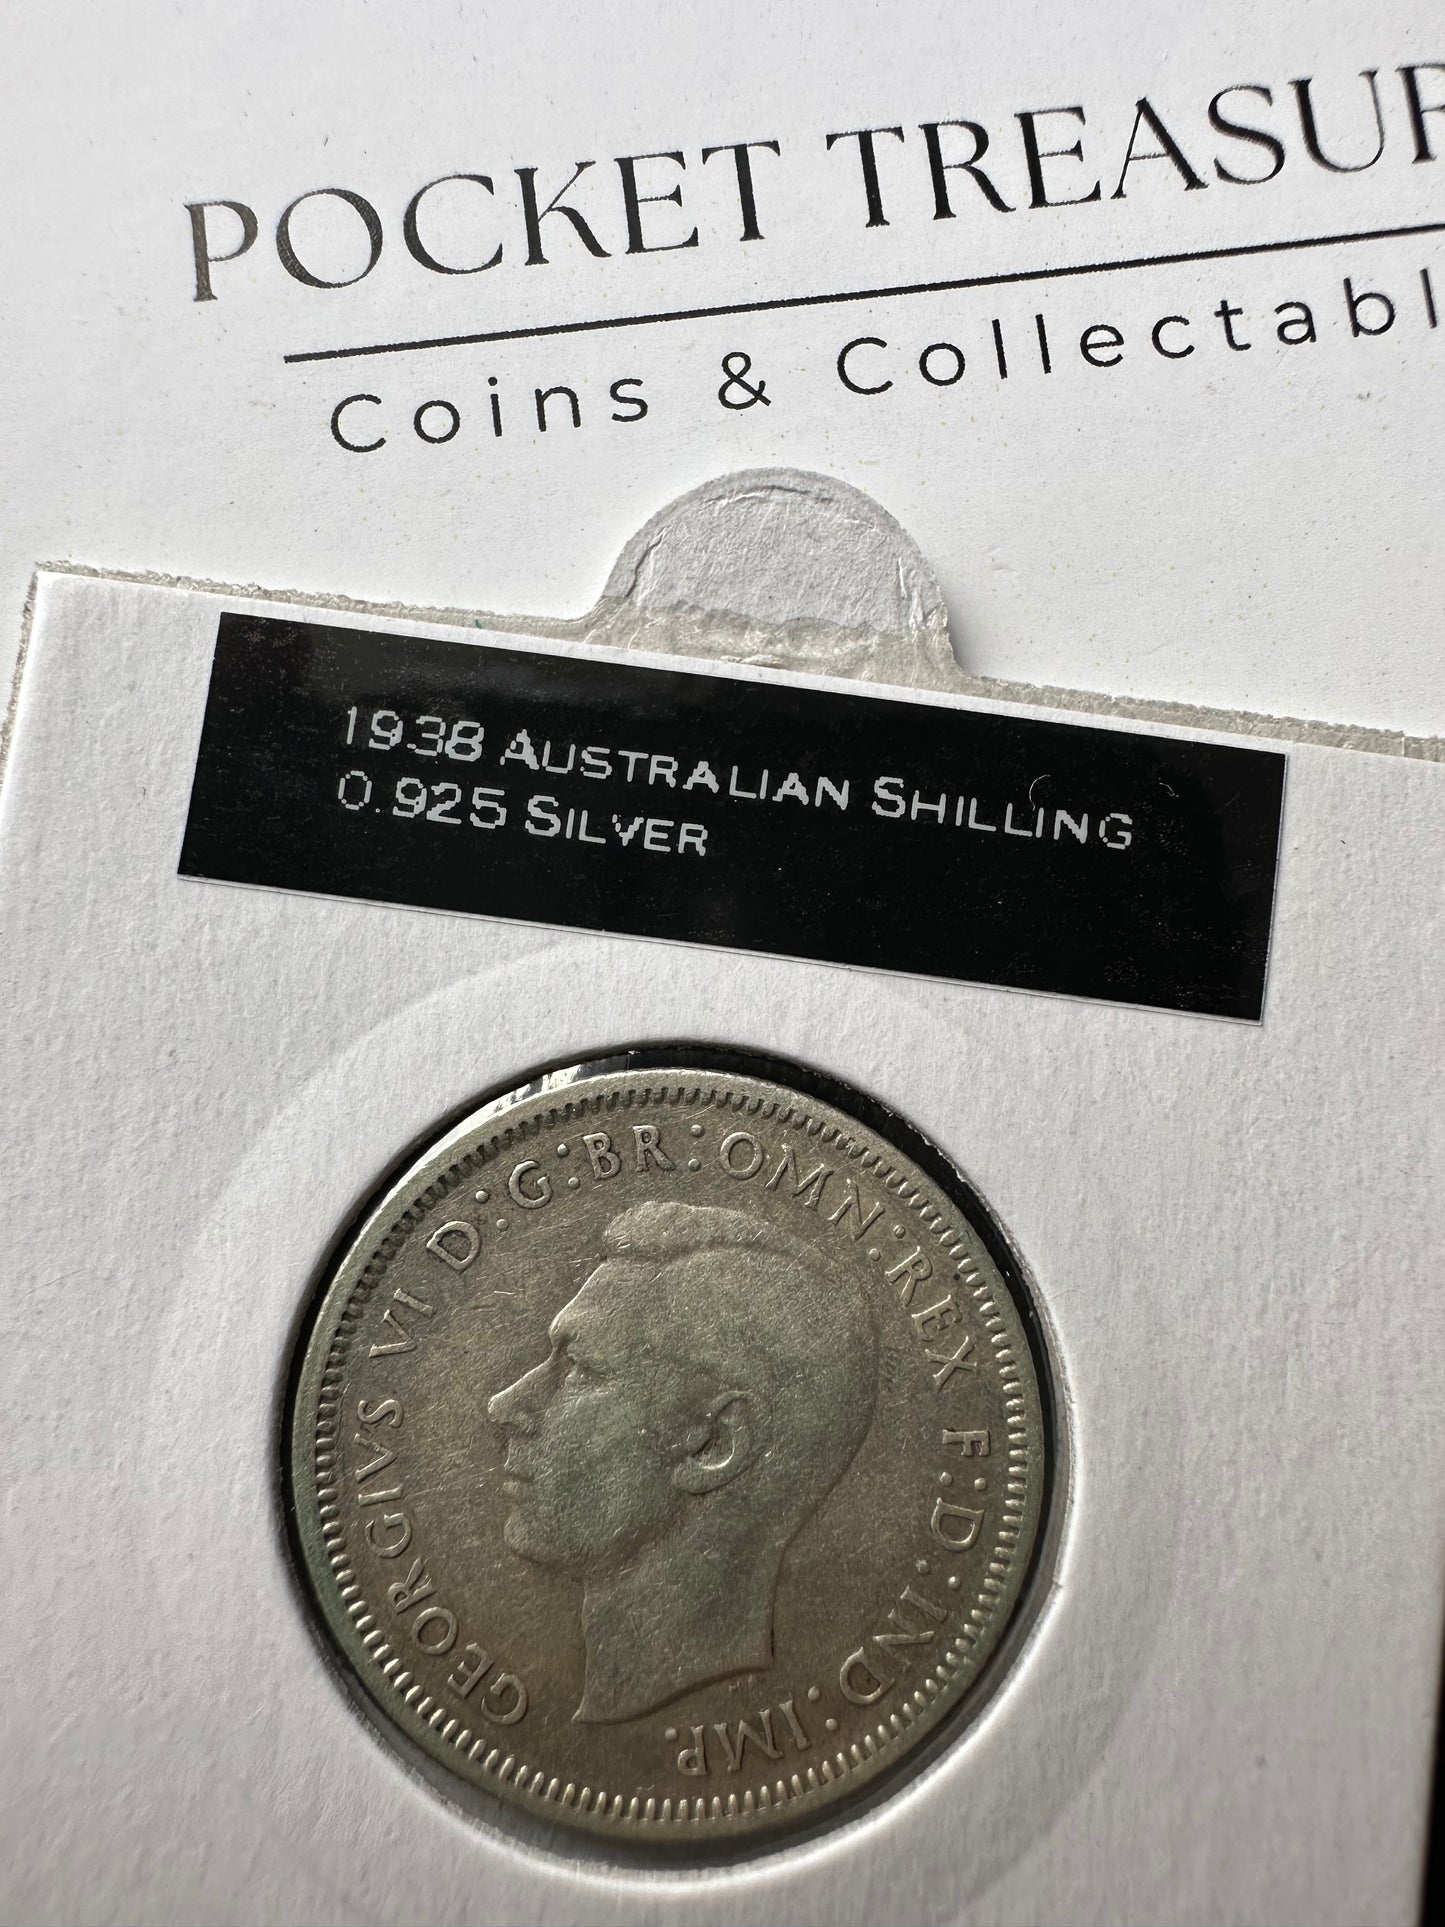 POCKET TREASUR
Coins & Collectabl
1938 AUSTRALIAN SHILLING
0.925 SILVER
GEORGIVS VI D:G:BR:OMN:REX F:D:IND:IMP.